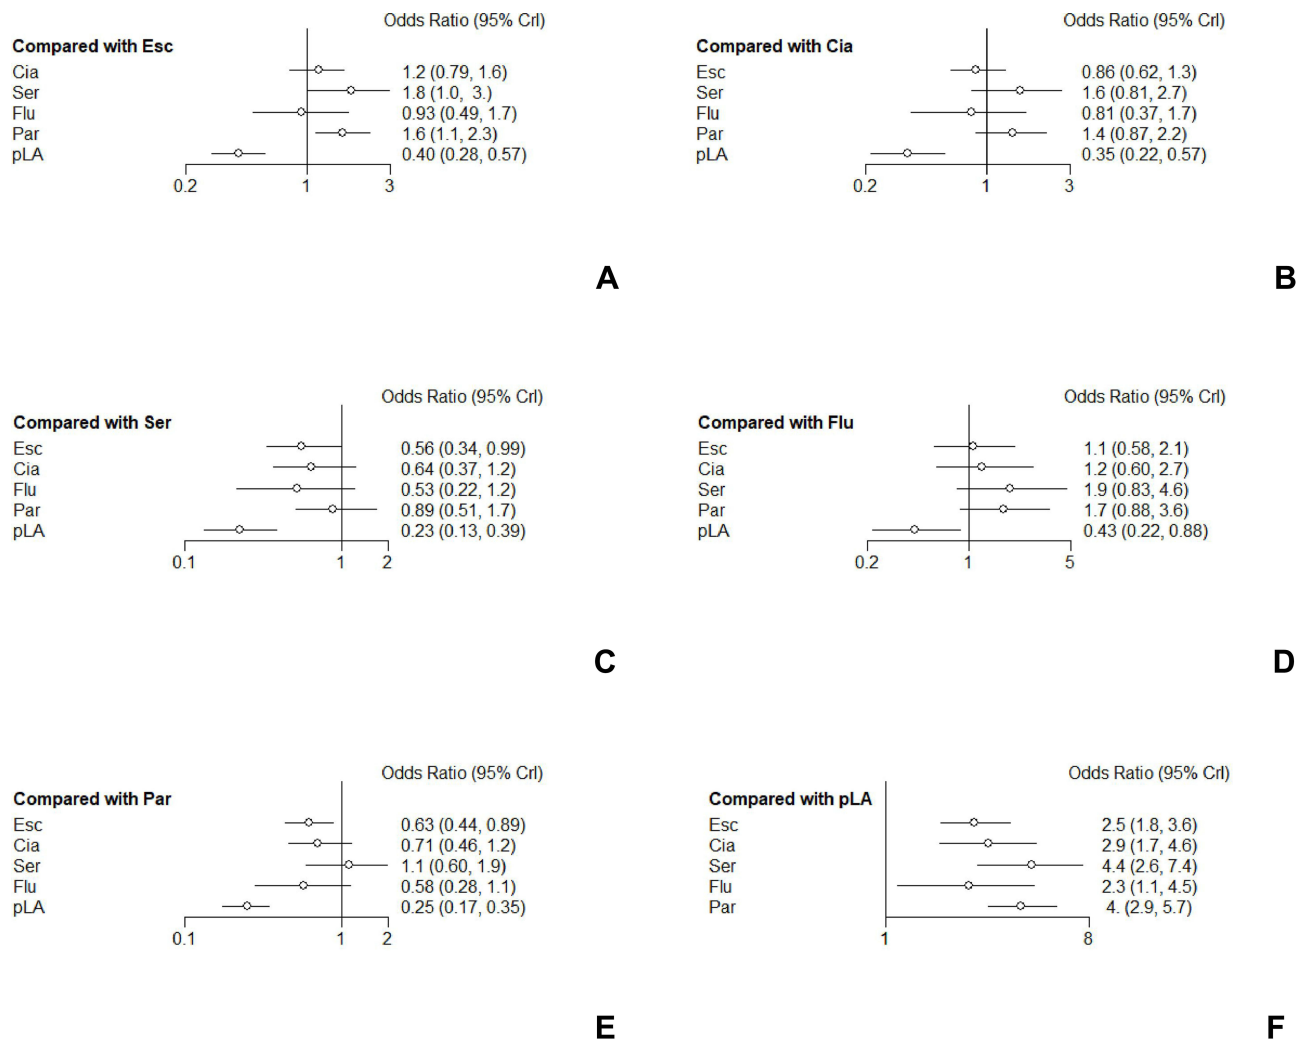 Odds Ratio (95% Crl)
Compared with Esc
Cia 1.2 (0.79, 1.6)
Ser 1.8 (1.0, 3.)
Flu 0.93 (0.49, 1.7)
Par 1.6 (1.1, 2.3)
pLA 0.40 (0.28, 0.57)
0.2 1 3
A
Odds Ratio (95% Crl)
Compared with Cia
Esc 0.86 (0.62, 1.3)
Ser 1.6 (0.81, 2.7)
Flu 0.81 (0.37, 1.7)
Par 1.4 (0.87, 2.2)
pLA 0.35 (0.22, 0.57)
0.2 1 3
B
Odds Ratio (95% Crl)
Compared with Ser
Esc 0.56 (0.34, 0.99)
Cia 0.64 (0.37, 1.2)
Flu 0.53 (0.22, 1.2)
Par 0.89 (0.51, 1.7)
pLA 0.23 (0.13, 0.39)
0.1 1 2
C
Odds Ratio (95% Crl)
Compared with Flu
Esc 1.1 (0.58, 2.1)
Cia 1.2 (0.60, 2.7)
Ser 1.9 (0.83, 4.6)
Par 1.7 (0.88, 3.6)
pLA 0.43 (0.22, 0.88)
0.2 1 5
D
Odds Ratio (95% Crl)
Compared with Par
Esc 0.63 (0.44, 0.89)
Cia 0.71 (0.46, 1.2)
Ser 1.1 (0.60, 1.9)
Flu 0.58 (0.28, 1.1)
pLA 0.25 (0.17, 0.35)
0.1 1 2
E
Odds Ratio (95% Crl)
Compared with pLA
Esc 2.5 (1.8, 3.6)
Cia 2.9 (1.7, 4.6)
Ser 4.4 (2.6, 7.4)
Flu 2.3 (1.1, 4.5)
Par 4. (2.9, 5.7)
1 8
F